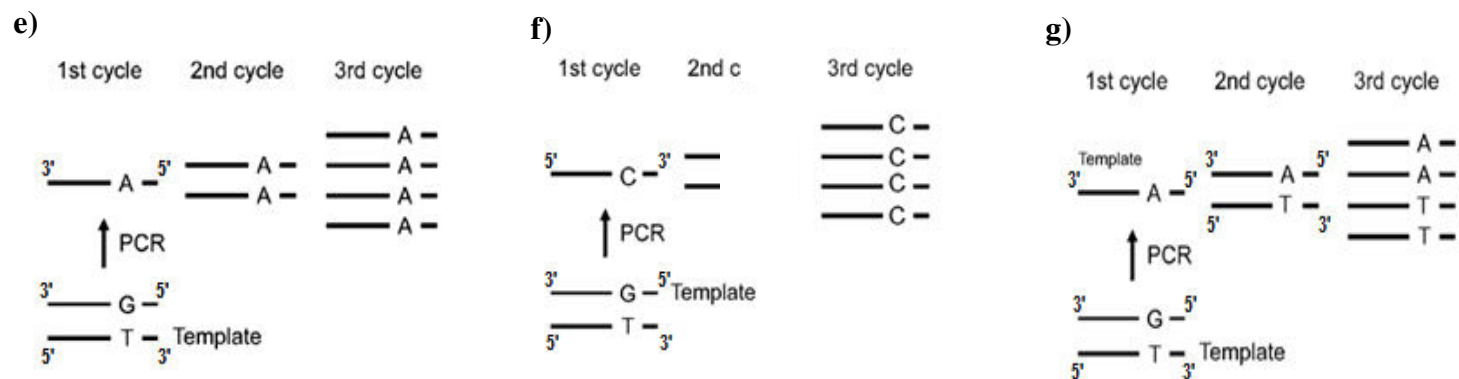 e)
1st cycle 2nd cycle 3rd cycle
A
3' 5' A A
A A A
A
PCR
3' 5'
G
T Template
5' 3'
f)
1st cycle 2nd c 3rd cycle
C
5' 3' C
C C
C
PCR
3' 5'
G Template
T
5' 3'
g)
1st cycle 2nd cycle 3rd cycle
A
Template 3' 5' A
3' 5' A A
A T T
5' 3'
T
PCR
3' 5'
G
T Template
5' 3'